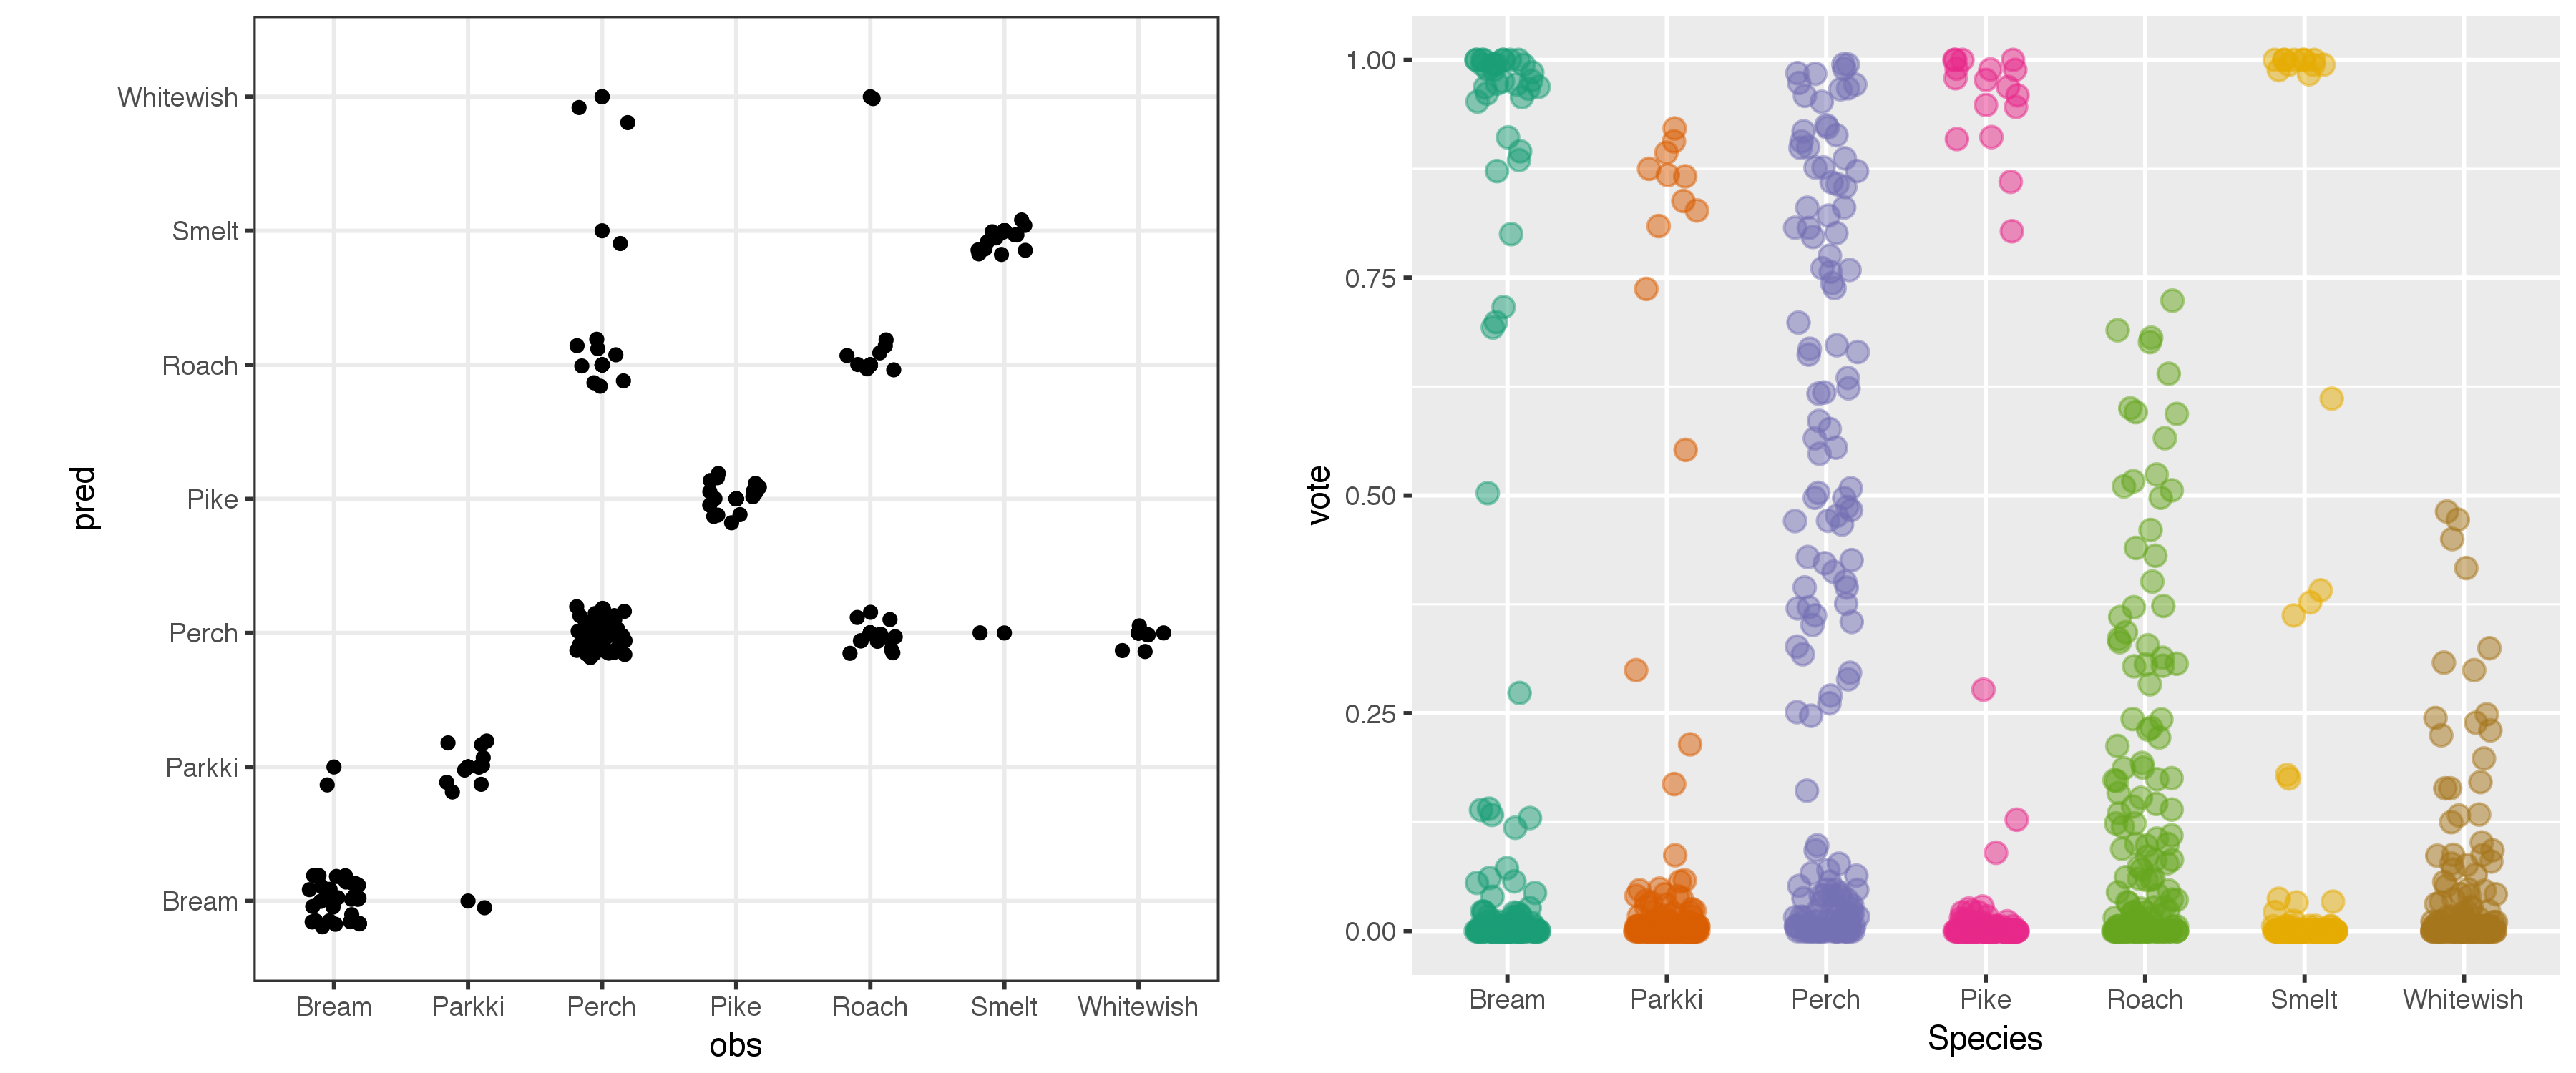 Whitewish
Smelt
Roach
Pike
Perch
Parkki
Bream
pred
Bream Parkki Perch Pike Roach Smelt Whitewish
obs
1.00
0.75
0.50
0.25
0.00
vote
Bream Parkki Perch Pike Roach Smelt Whitewish
Species